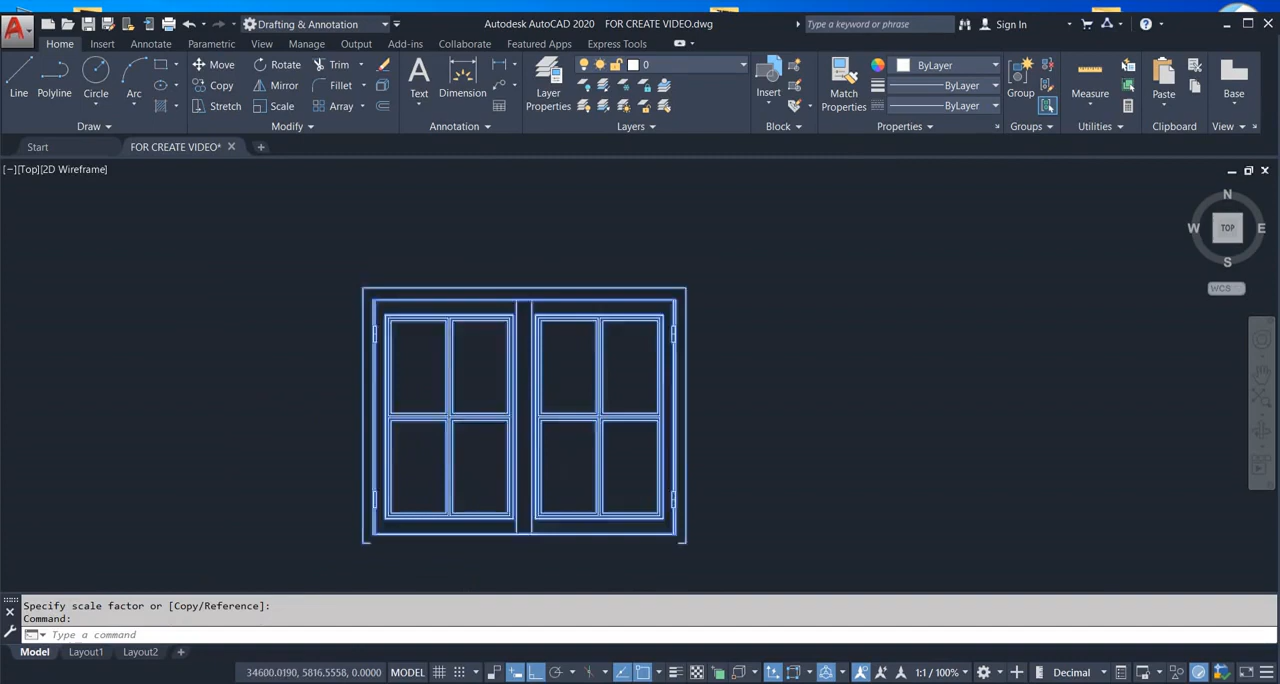 Drafting & Annotation
Autodesk AutoCAD 2020 FOR CREATE VIDEO.dwg
Type a keyword or phrase
Sign In
Home Insert Annotate Parametric View Manage Output Add-ins Collaborate Featured Apps Express Tools
Line Polyline Circle Arc
Move Rotate Trim
Copy Mirror Fillet
Stretch Scale Array
Text Dimension
Layer Properties
0
Insert
Match Properties
ByLayer
ByLayer
ByLayer
Group
Measure
Paste
Base
Draw Modify Annotation Layers Block Properties Groups Utilities Clipboard View
Start FOR CREATE VIDEO*
[−][Top][2D Wireframe]
N
W TOP E
S
WCS
Specify scale factor or [Copy/Reference]:
Command:
Type a command
Model Layout1 Layout2
34600.0190, 5816.5558, 0.0000 MODEL 1:1 / 100% Decimal